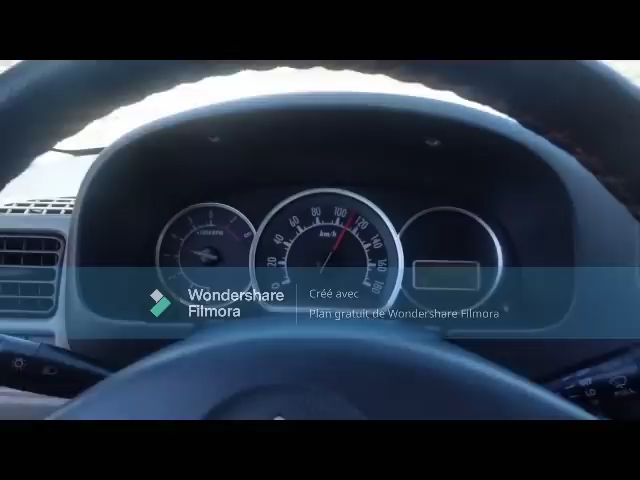 80
100
60
120
40
km/h
140
20
160
0
180
Wondershare
Filmora
Créé avec
Plan gratuit de Wondershare Filmora